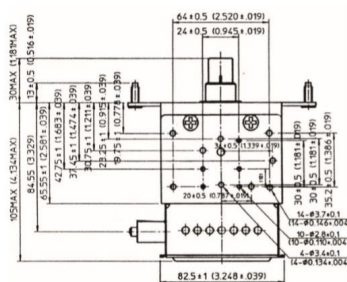 64±0.5 (2.520±.019)
24±0.5 (0.945±.019)
30MAX (1,181MAX)
13±0.5 (0.516±.019)
105MAX (4.134MAX)
84.55 (3.329)
65.55±1 (2.581±.039)
42.75±1 (1.683±.039)
37.45±1 (1.474±.039)
30.75±1 (1.211±.039)
23.25±1 (0.915±.039)
19.75±1 (0.778±.039)
34±0.5 (1.339±.019)
20±0.5 (0.787±.019)
30±0.5 (1.181±.019)
30±0.5 (1.181±.019)
35.2±0.5 (1.386±.019)
14-Ø3.7±0.1
(14-Ø0.146±.004
10-Ø2.8±0.1
(10-Ø0.110±.004
4-Ø3.4±0.1
(4-Ø0.134±.004
82.5±1 (3.248±.039)